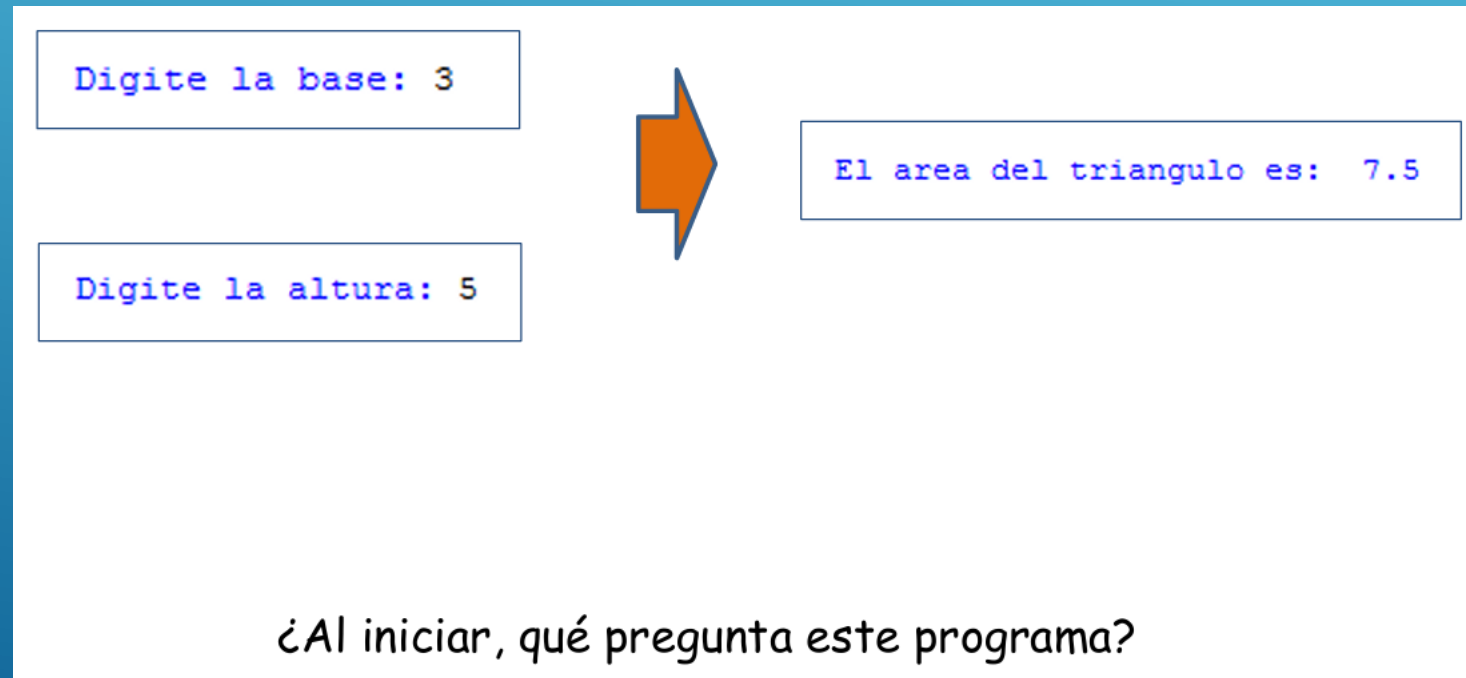 Digite la base: 3
Digite la altura: 5
El area del triangulo es:  7.5
¿Al iniciar, qué pregunta este programa?